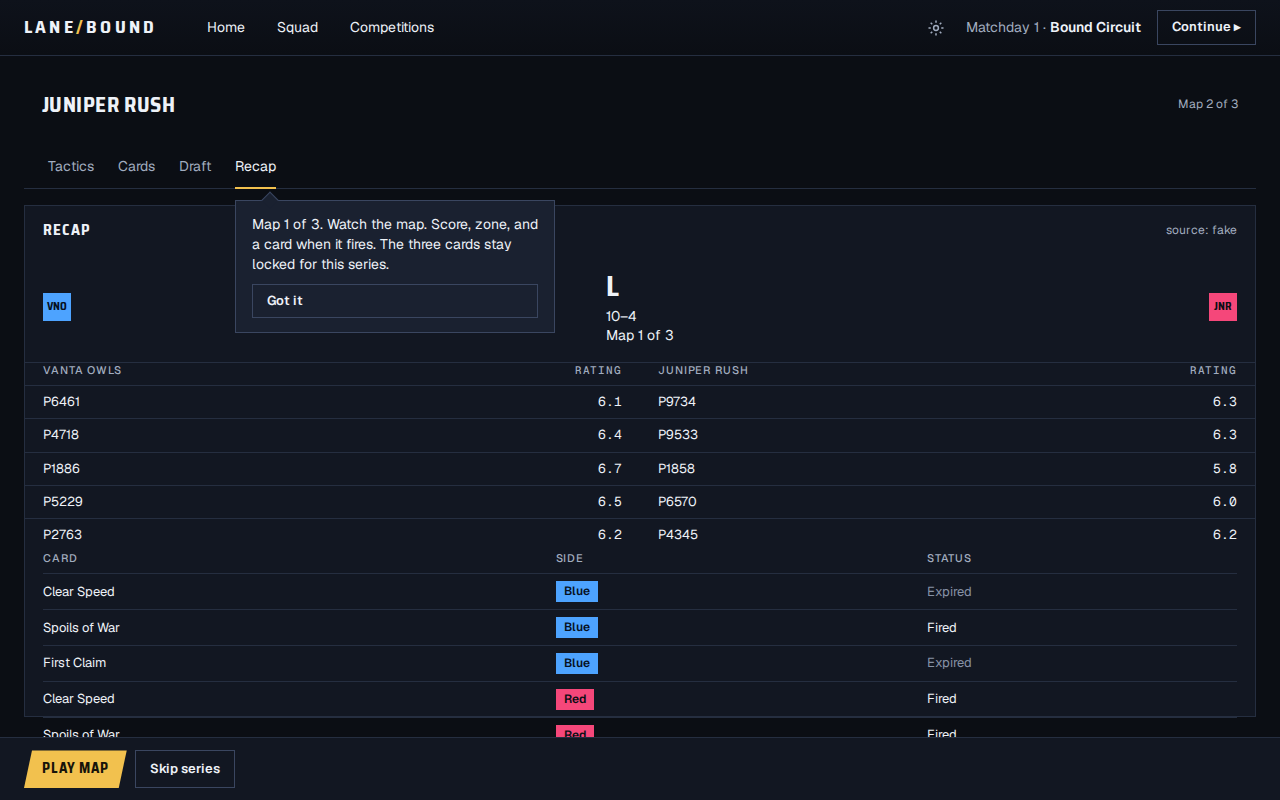 LANE/BOUND
Home Squad Competitions
Matchday 1 · Bound Circuit
Continue ▸
JUNIPER RUSH
Map 2 of 3
Tactics Cards Draft Recap
Map 1 of 3. Watch the map. Score, zone, and
a card when it fires. The three cards stay
locked for this series.
Got it
RECAP
source: fake
VNO
L
10–4
Map 1 of 3
JNR
VANTA OWLS RATING JUNIPER RUSH RATING
P6461 6.1 P9734 6.3
P4718 6.4 P9533 6.3
P1886 6.7 P1858 5.8
P5229 6.5 P6570 6.0
P2763 6.2 P4345 6.2
CARD SIDE STATUS
Clear Speed Blue Expired
Spoils of War Blue Fired
First Claim Blue Expired
Clear Speed Red Fired
Spoils of War Red Fired
PLAY MAP
Skip series